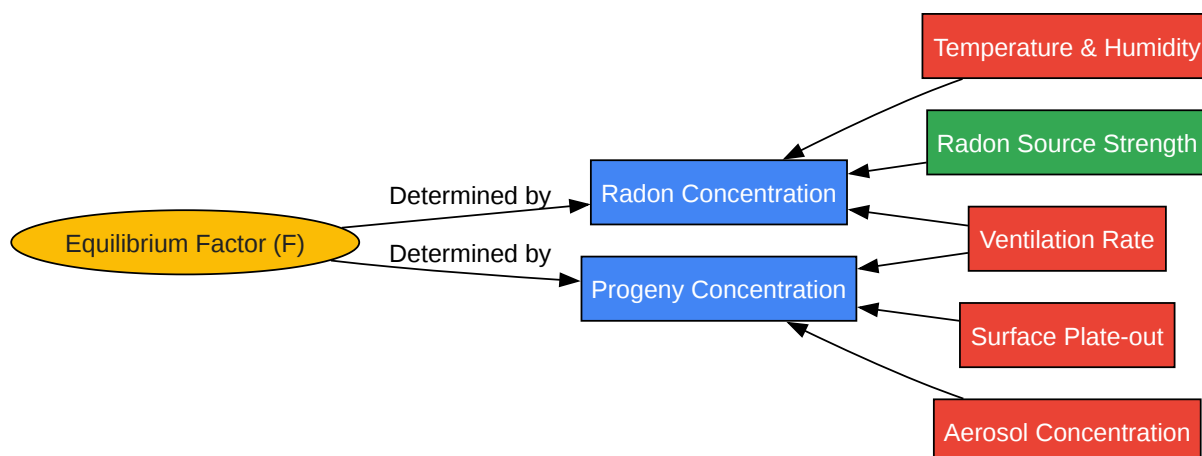 Temperature & Humidity
Radon Source Strength
Determined by
Radon Concentration
Ventilation Rate
Equilibrium Factor (F)
Determined by
Progeny Concentration
Surface Plate-out
Aerosol Concentration